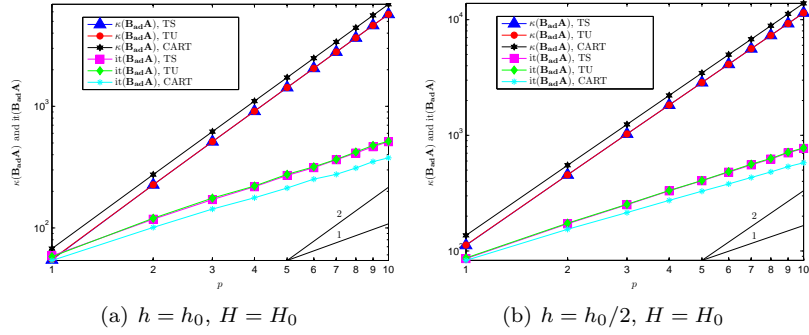 κ(B_ad A), TS
κ(B_ad A), TU
κ(B_ad A), CART
it(B_ad A), TS
it(B_ad A), TU
it(B_ad A), CART
κ(B_ad A) and it(B_ad A)
10^3
10^2
2
1
1 2 3 4 5 6 7 8 9 10
p
(a) h = h_0, H = H_0
κ(B_ad A), TS
κ(B_ad A), TU
κ(B_ad A), CART
it(B_ad A), TS
it(B_ad A), TU
it(B_ad A), CART
κ(B_ad A) and it(B_ad A)
10^4
10^3
10^2
2
1
1 2 3 4 5 6 7 8 9 10
p
(b) h = h_0/2, H = H_0